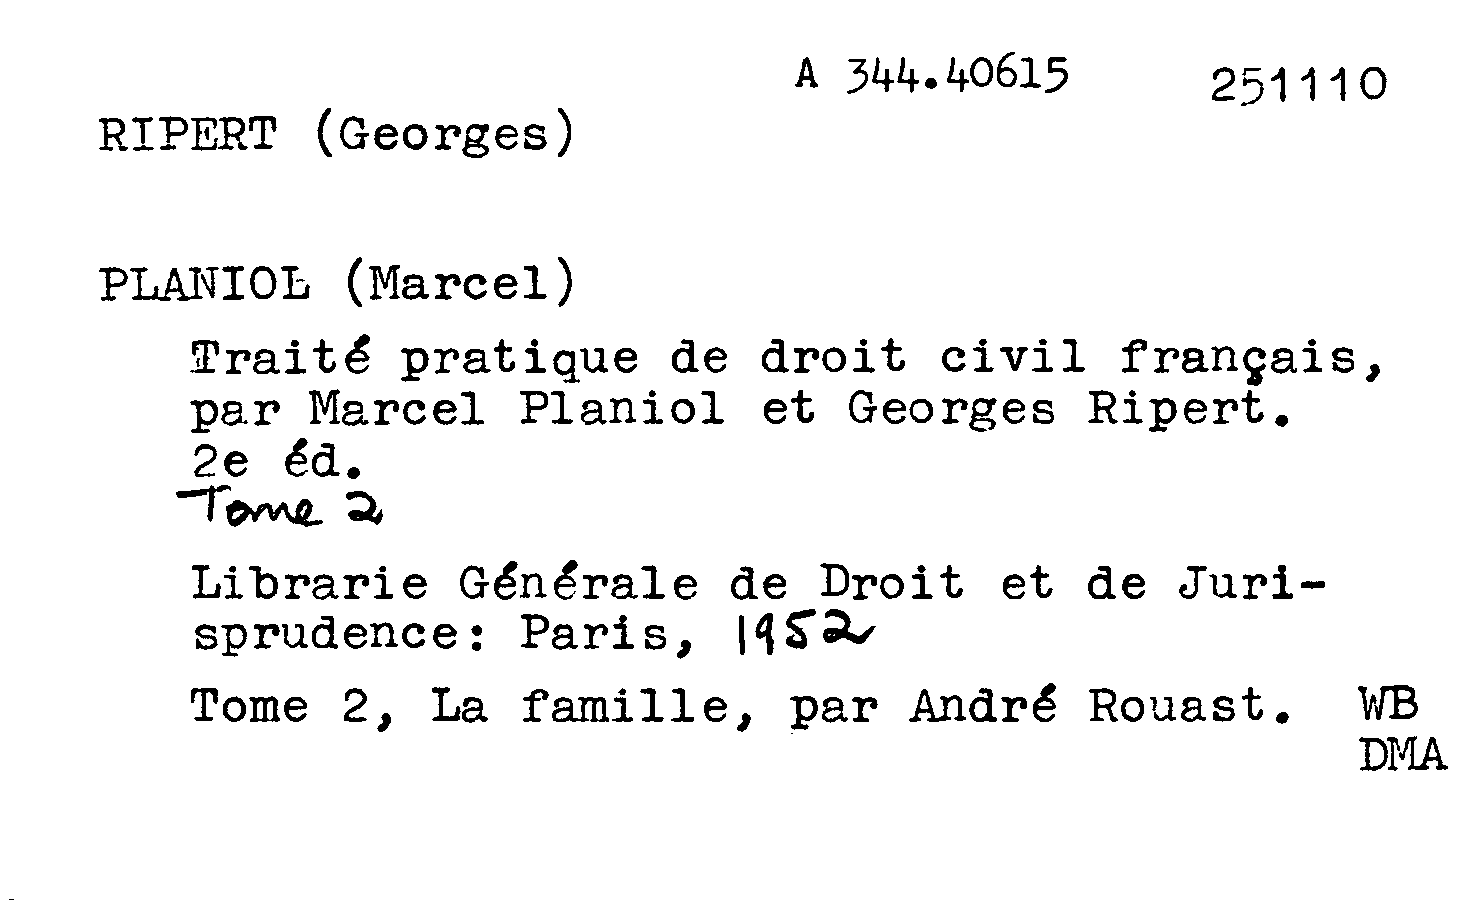 A 344.40615 251110
RIPERT (Georges)
PLANIOL (Marcel)
Traité pratique de droit civil français,
par Marcel Planiol et Georges Ripert.
2e éd.
Tome 2
Librarie Générale de Droit et de Juri-
sprudence: Paris, 1952
Tome 2, La famille, par André Rouast. WB
DMA